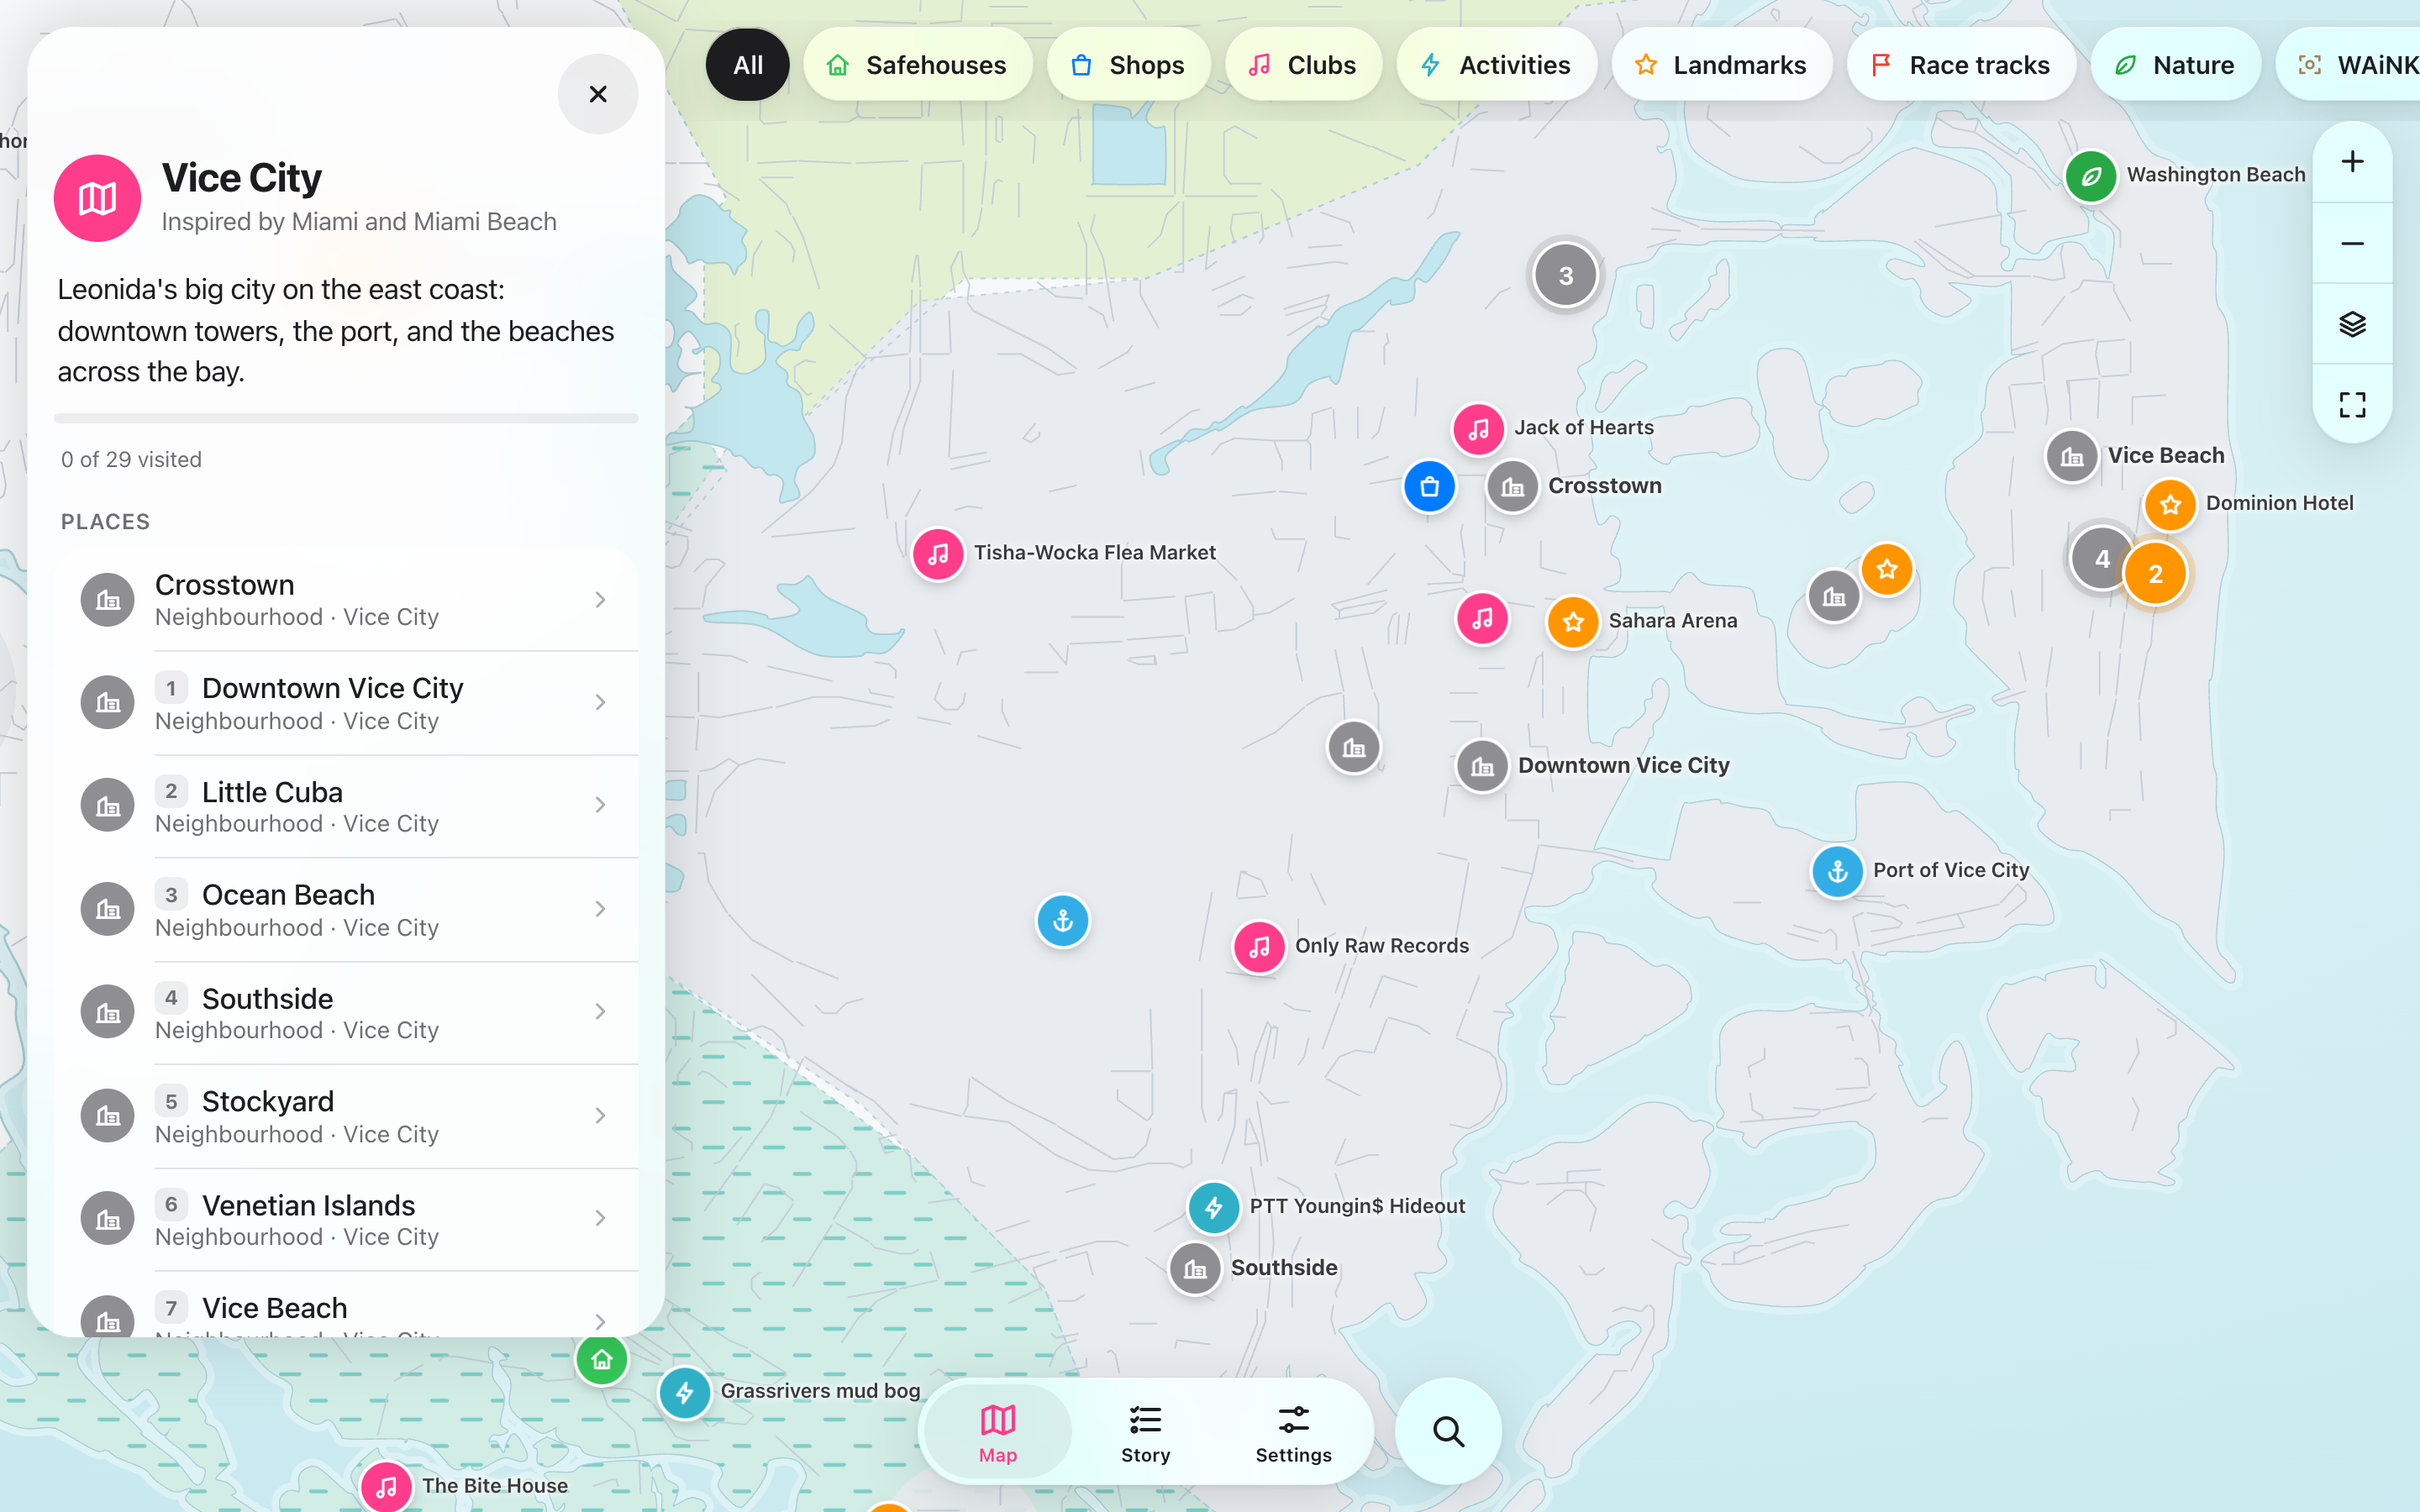 All
Safehouses
Shops
Clubs
Activities
Landmarks
Race tracks
Nature
WAiNK
Vice City
Inspired by Miami and Miami Beach
Leonida's big city on the east coast:
downtown towers, the port, and the beaches
across the bay.
0 of 29 visited
PLACES
Crosstown
Neighbourhood · Vice City
1 Downtown Vice City
Neighbourhood · Vice City
2 Little Cuba
Neighbourhood · Vice City
3 Ocean Beach
Neighbourhood · Vice City
4 Southside
Neighbourhood · Vice City
5 Stockyard
Neighbourhood · Vice City
6 Venetian Islands
Neighbourhood · Vice City
7 Vice Beach
Neighbourhood · Vice City
Washington Beach
3
Jack of Hearts
Vice Beach
Crosstown
Dominion Hotel
Tisha-Wocka Flea Market
4
2
Sahara Arena
Downtown Vice City
Port of Vice City
Only Raw Records
PTT Youngin$ Hideout
Southside
Grassrivers mud bog
The Bite House
Map
Story
Settings